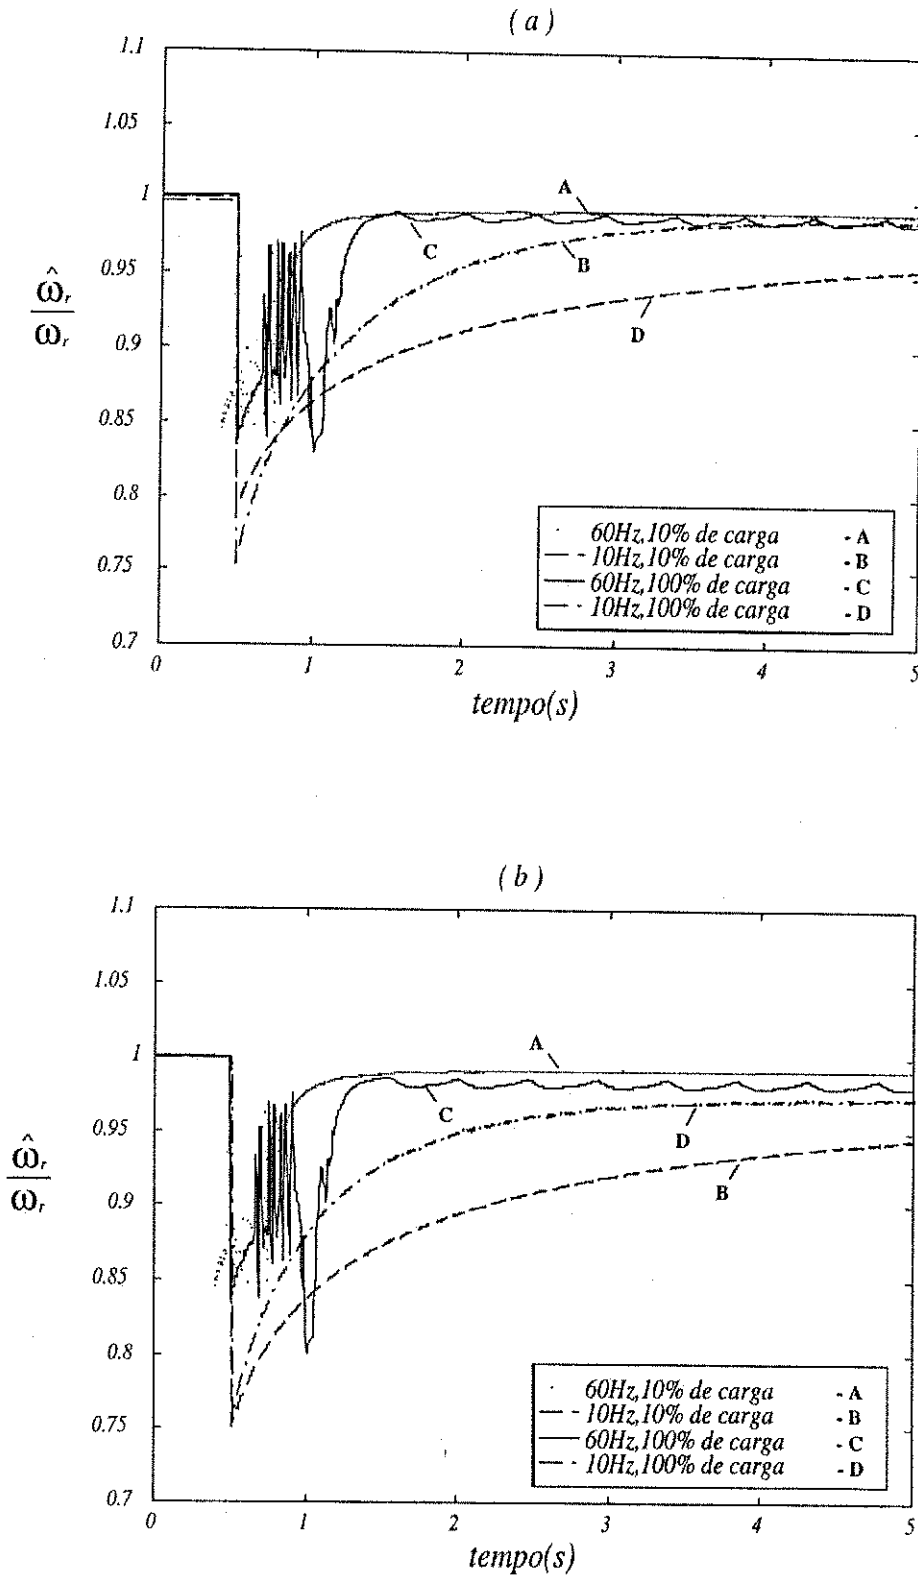 ( a )
1.1
1.05
1
0.95
0.9
0.85
0.8
0.75
0.7
ω̂r
ωr
A
C
B
D
60Hz,10% de carga - A
10Hz,10% de carga - B
60Hz,100% de carga - C
10Hz,100% de carga - D
0 1 2 3 4 5
tempo(s)
( b )
1.1
1.05
1
0.95
0.9
0.85
0.8
0.75
0.7
ω̂r
ωr
A
C
D
B
60Hz,10% de carga - A
10Hz,10% de carga - B
60Hz,100% de carga - C
10Hz,100% de carga - D
0 1 2 3 4 5
tempo(s)